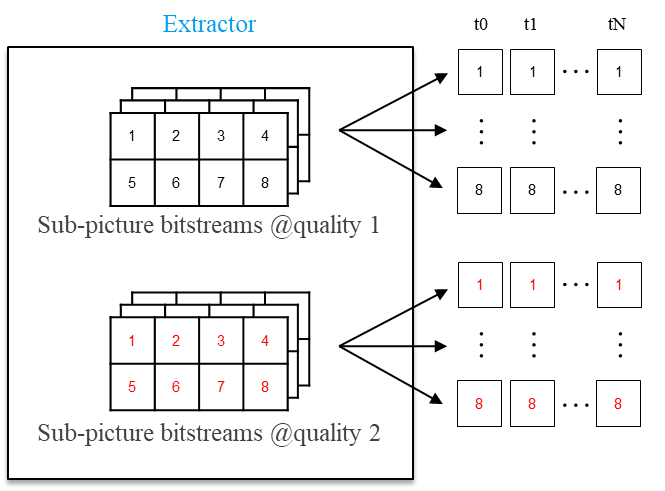 Extractor
t0 t1 tN
1 1 ... 1
1 2 3 4
5 6 7 8
8 8 ... 8
Sub-picture bitstreams @quality 1
1 1 ... 1
1 2 3 4
5 6 7 8
8 8 ... 8
Sub-picture bitstreams @quality 2